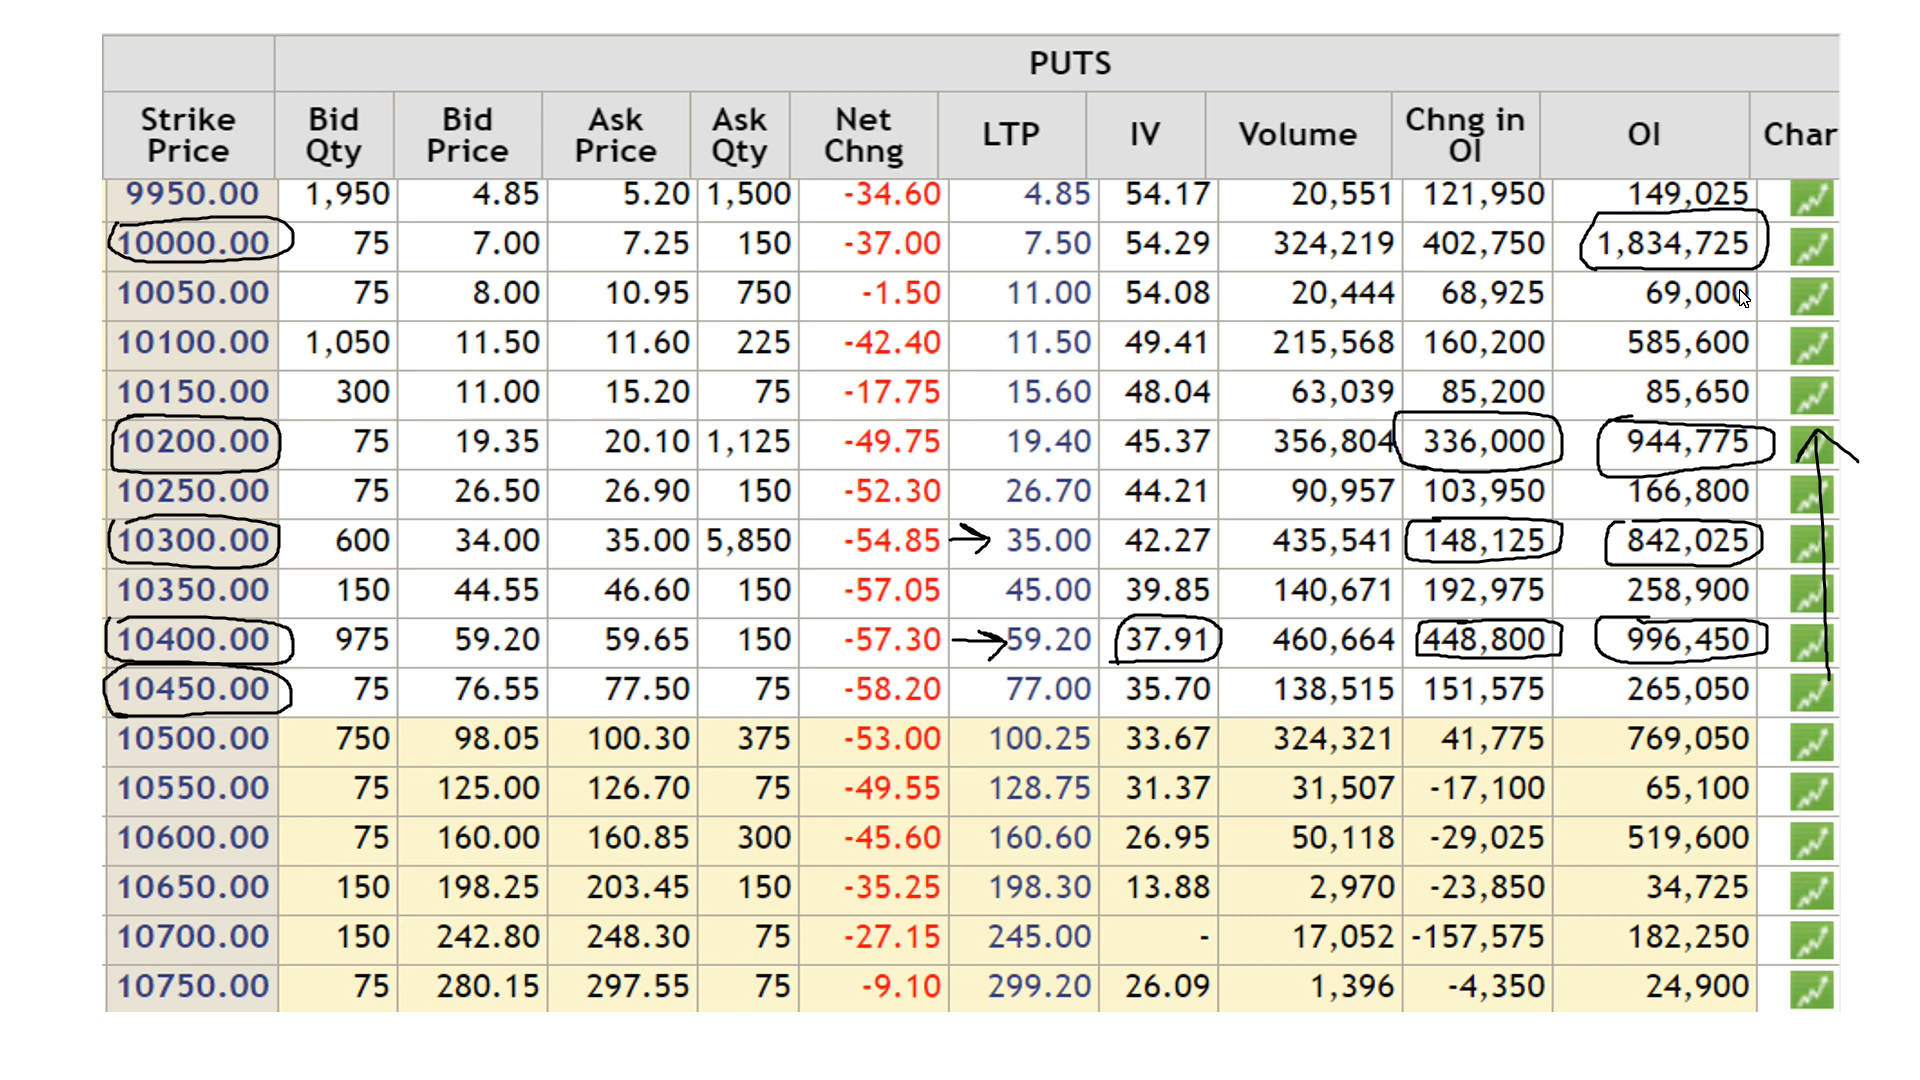 PUTS
Strike Price Bid Qty Bid Price Ask Price Ask Qty Net Chng LTP IV Volume Chng in OI OI Char
9950.00 1,950 4.85 5.20 1,500 -34.60 4.85 54.17 20,551 121,950 149,025
10000.00 75 7.00 7.25 150 -37.00 7.50 54.29 324,219 402,750 1,834,725
10050.00 75 8.00 10.95 750 -1.50 11.00 54.08 20,444 68,925 69,000
10100.00 1,050 11.50 11.60 225 -42.40 11.50 49.41 215,568 160,200 585,600
10150.00 300 11.00 15.20 75 -17.75 15.60 48.04 63,039 85,200 85,650
10200.00 75 19.35 20.10 1,125 -49.75 19.40 45.37 356,804 336,000 944,775
10250.00 75 26.50 26.90 150 -52.30 26.70 44.21 90,957 103,950 166,800
10300.00 600 34.00 35.00 5,850 -54.85 35.00 42.27 435,541 148,125 842,025
10350.00 150 44.55 46.60 150 -57.05 45.00 39.85 140,671 192,975 258,900
10400.00 975 59.20 59.65 150 -57.30 59.20 37.91 460,664 448,800 996,450
10450.00 75 76.55 77.50 75 -58.20 77.00 35.70 138,515 151,575 265,050
10500.00 750 98.05 100.30 375 -53.00 100.25 33.67 324,321 41,775 769,050
10550.00 75 125.00 126.70 75 -49.55 128.75 31.37 31,507 -17,100 65,100
10600.00 75 160.00 160.85 300 -45.60 160.60 26.95 50,118 -29,025 519,600
10650.00 150 198.25 203.45 150 -35.25 198.30 13.88 2,970 -23,850 34,725
10700.00 150 242.80 248.30 75 -27.15 245.00 - 17,052 -157,575 182,250
10750.00 75 280.15 297.55 75 -9.10 299.20 26.09 1,396 -4,350 24,900